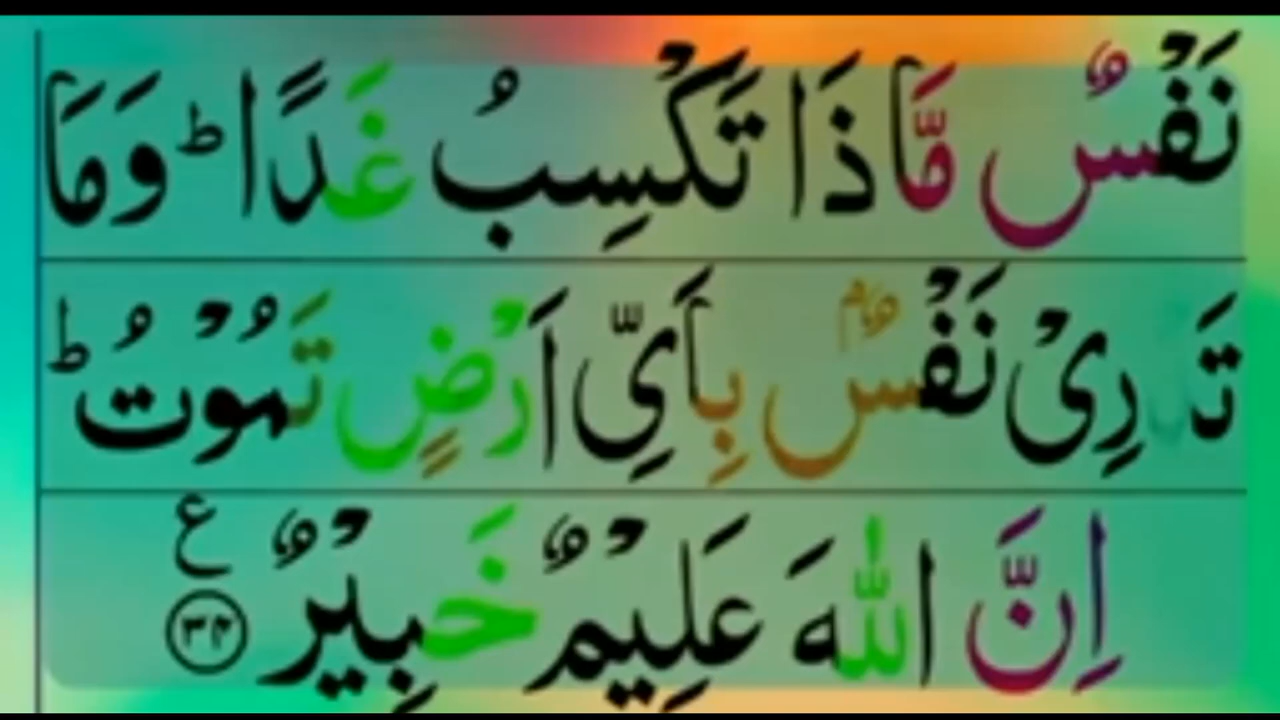 نَفْسٌ مَّاذَا تَكْسِبُ غَدًا ؕ وَمَا
تَدْرِیْ نَفْسٌۢ بِاَیِّ اَرْضٍ تَمُوْتُ ؕ
اِنَّ اللّٰهَ عَلِیْمٌ خَبِیْرٌ ﴿۳۴﴾ ع